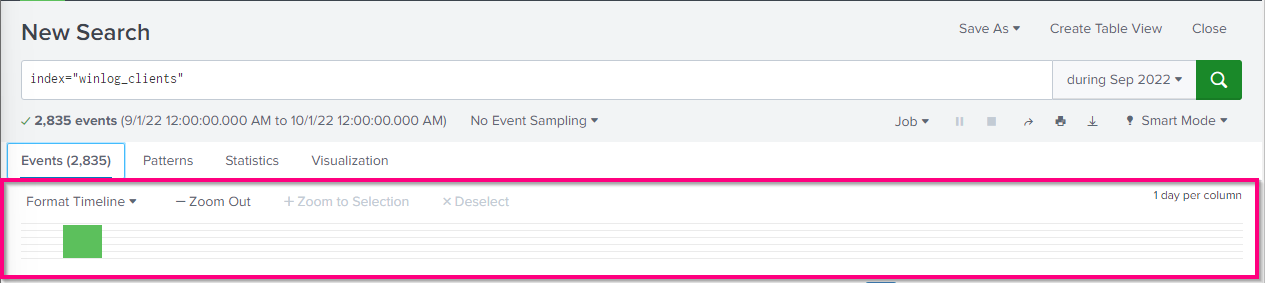 New Search
Save As ▾ Create Table View Close
index="winlog_clients"
during Sep 2022 ▾
✓ 2,835 events (9/1/22 12:00:00.000 AM to 10/1/22 12:00:00.000 AM) No Event Sampling ▾
Job ▾ Smart Mode ▾
Events (2,835) Patterns Statistics Visualization
Format Timeline ▾ — Zoom Out + Zoom to Selection × Deselect
1 day per column